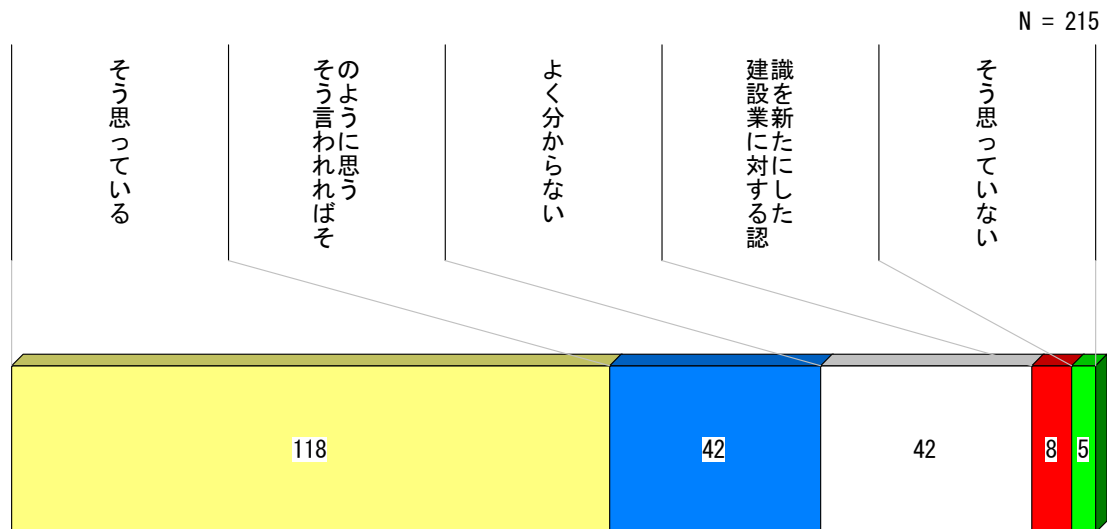 N = 215
そう思っている
そう言われればそ
のように思う
よく分からない
建設業に対する認
識を新たにした
そう思っていない
118
42
42
8
5